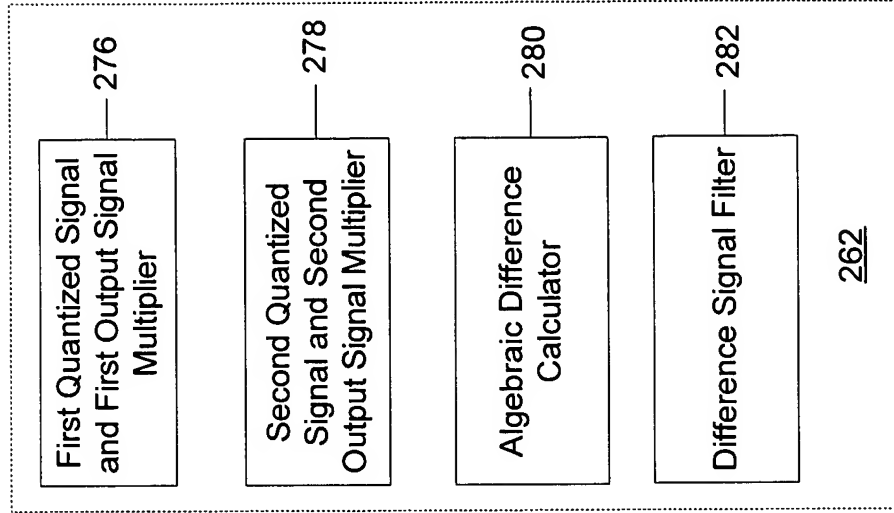 First Quantized Signal
and First Output Signal
Multiplier
276
Second Quantized
Signal and Second
Output Signal Multiplier
278
Algebraic Difference
Calculator
280
Difference Signal Filter
282
262